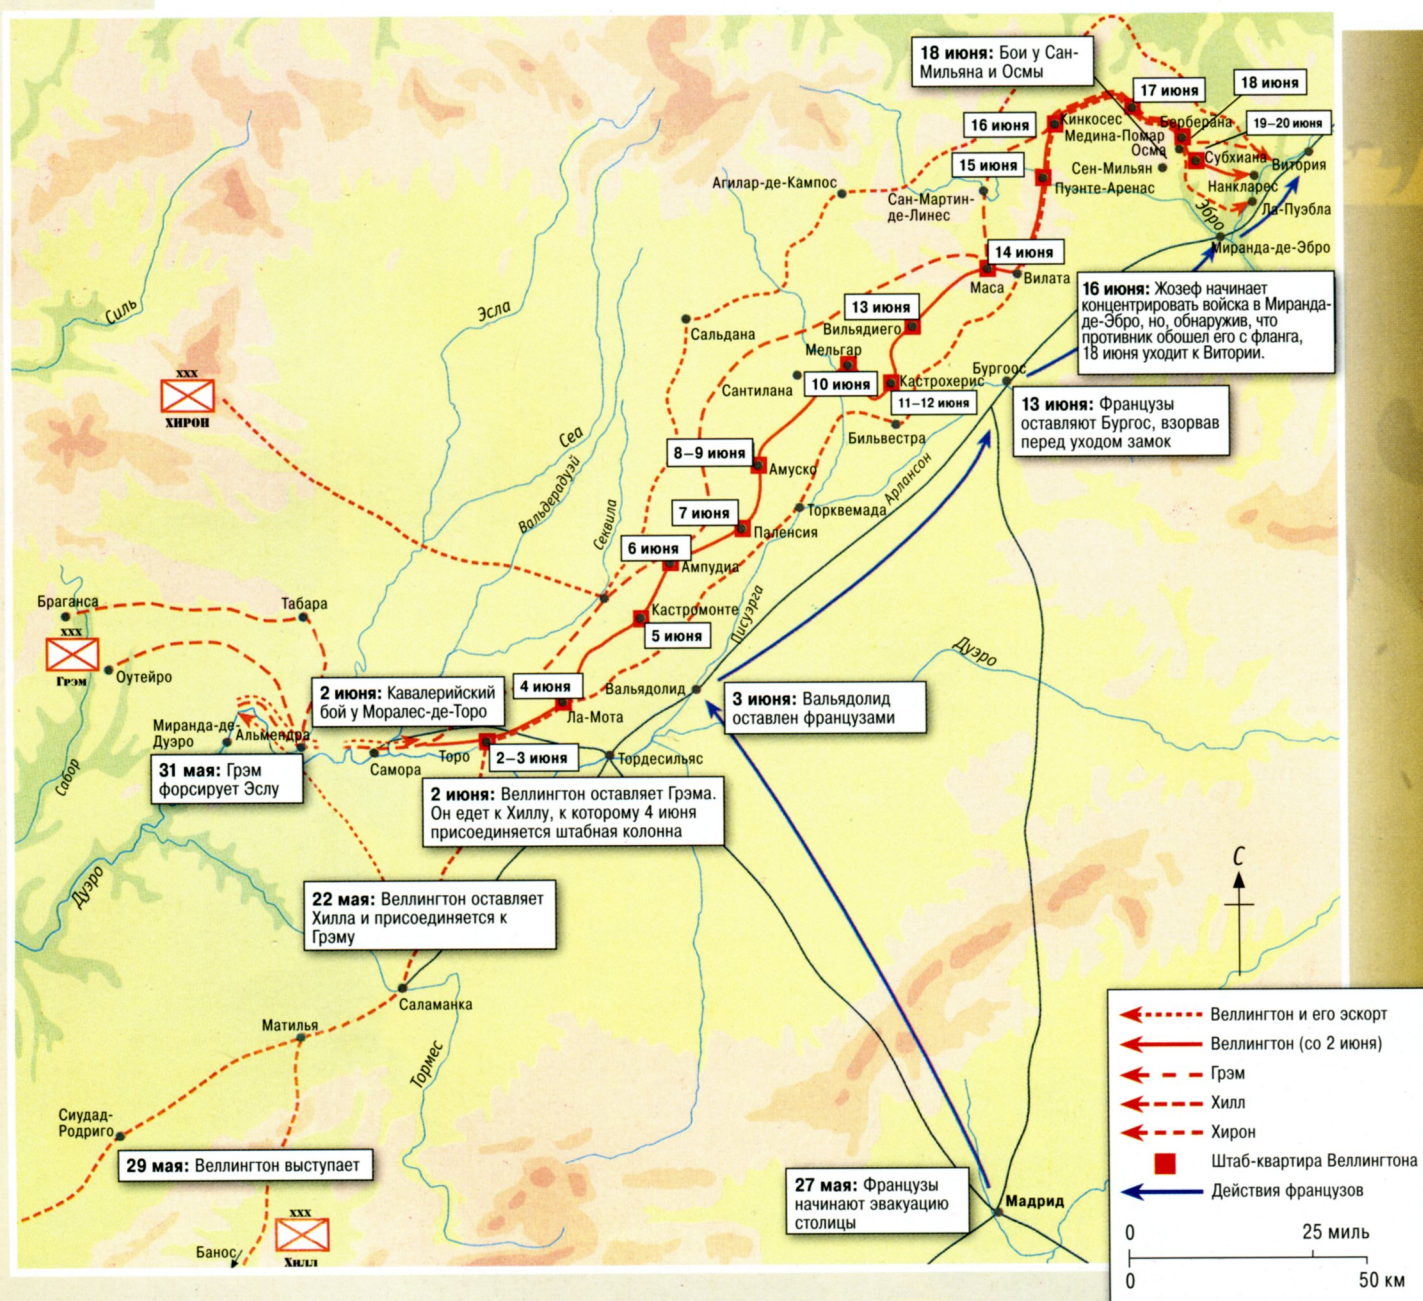 18 июня: Бои у Сан-
Мильяна и Осмы
17 июня
18 июня
16 июня
Кинкосес
Медина-Помар
Берберана
19–20 июня
Осма
15 июня
Сен-Мильян
Субхиана
Витория
Агилар-де-Кампос
Сан-Мартин-
де-Линес
Пуэнте-Аренас
Нанкларес
Ла-Пуэбла
Эбро
Миранда-де-Эбро
14 июня
Маса
Вилата
Силь
Эсла
13 июня
Вильядиего
16 июня: Жозеф начинает
концентрировать войска в Миранда-
де-Эбро, но, обнаружив, что
противник обошел его с фланга,
18 июня уходит к Витории.
Сальдана
Мельгар
xxx
ХИРОН
Сантилана
10 июня
Кастрохерис
11–12 июня
Бургоос
13 июня: Французы
оставляют Бургос, взорвав
перед уходом замок
Сеа
Бильвестра
8–9 июня
Амуско
Арлансон
Вальдерадуэй
Секвила
7 июня
Торквемада
Паленсия
6 июня
Ампудиа
Браганса
Табара
Кастромонте
5 июня
Писуэрга
Дуэро
xxx
Грэм
Оутейро
2 июня: Кавалерийский
бой у Моралес-де-Торо
4 июня
Вальядолид
3 июня: Вальядолид
оставлен французами
Ла-Мота
Миранда-де-
Дуэро
Альмендра
Сабор
31 мая: Грэм
форсирует Эслу
Самора
Торо
2–3 июня
Тордесильяс
2 июня: Веллингтон оставляет Грэма.
Он едет к Хиллу, к которому 4 июня
присоединяется штабная колонна
Дуэро
22 мая: Веллингтон оставляет
Хилла и присоединяется к
Грэму
С
Саламанка
Матилья
Тормес
Сиудад-
Родриго
29 мая: Веллингтон выступает
27 мая: Французы
начинают эвакуацию
столицы
Мадрид
xxx
Хилл
Банос
Веллингтон и его эскорт
Веллингтон (со 2 июня)
Грэм
Хилл
Хирон
Штаб-квартира Веллингтона
Действия французов
0 25 миль
0 50 км